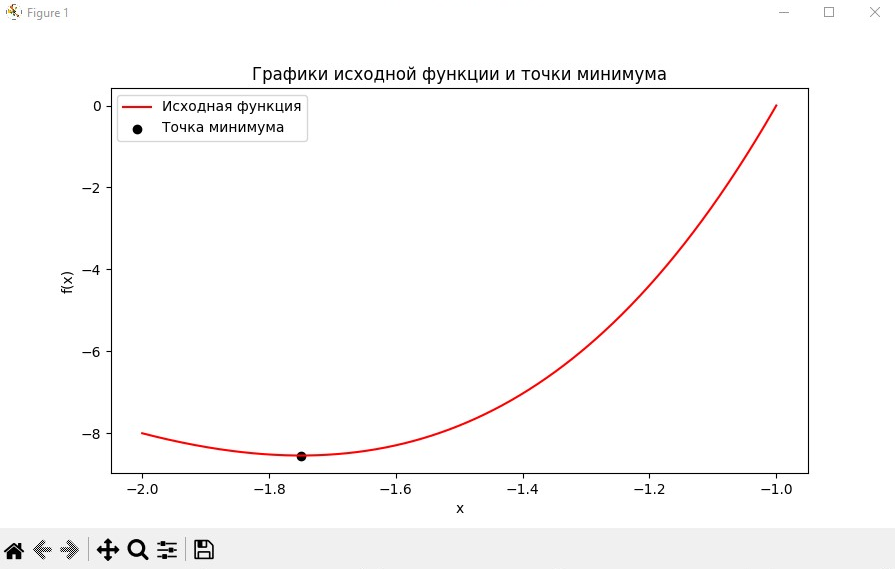 Figure 1
Графики исходной функции и точки минимума
Исходная функция
Точка минимума
0
−2
−4
−6
−8
f(x)
−2.0
−1.8
−1.6
−1.4
−1.2
−1.0
x